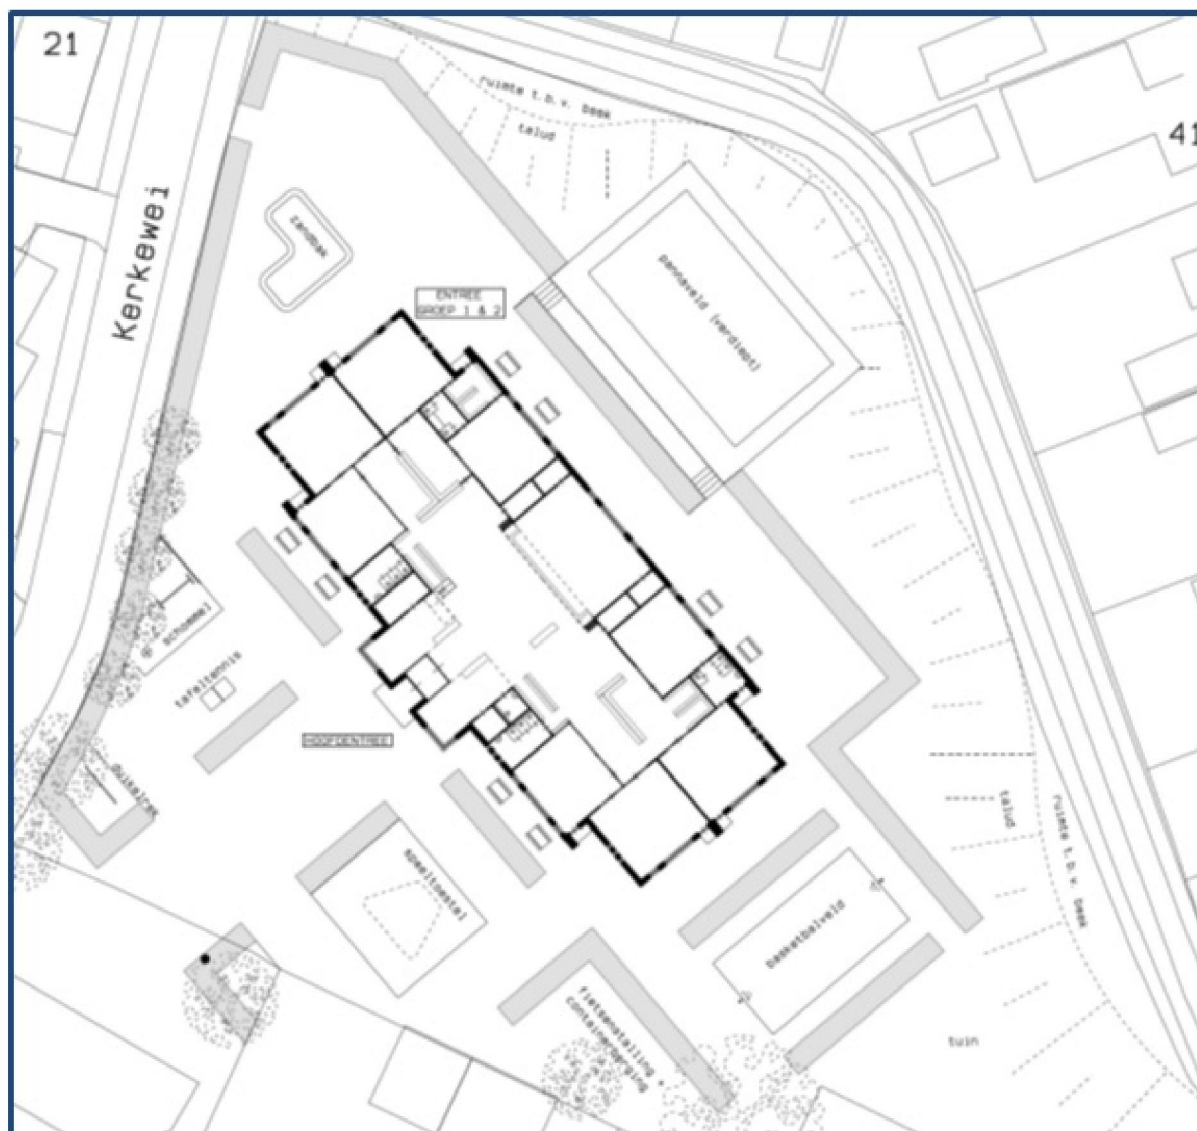 21
ruimte t.b.v. beek
talud
41
Kerkewei
zandbak
pannaveld (verdiept)
ENTREE
GROEP 1 & 2
schommel
tafeltennis
HOOFDENTREE
duikelrek
speeltoestel
basketbalveld
talud
ruimte t.b.v. beek
fietsenstalling +
containerberging
tuin